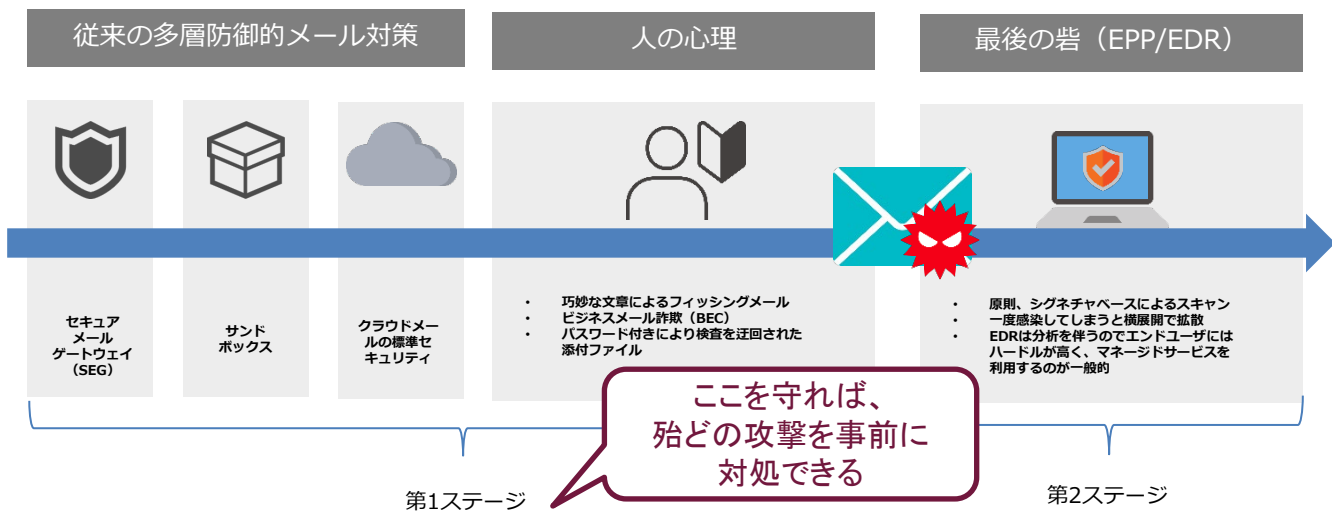 従来の多層防御的メール対策
人の心理
最後の砦（EPP/EDR）
セキュア
メール
ゲートウェイ
（SEG）
サンド
ボックス
クラウドメー
ルの標準セ
キュリティ
・ 巧妙な文章によるフィッシングメール
・ ビジネスメール詐欺（BEC）
・ パスワード付きにより検査を迂回された
添付ファイル
・ 原則、シグネチャベースによるスキャン
・ 一度感染してしまうと横展開で拡散
・ EDRは分析を伴うのでエンドユーザには
ハードルが高く、マネージドサービスを
利用するのが一般的
ここを守れば、
殆どの攻撃を事前に
対処できる
第1ステージ
第2ステージ